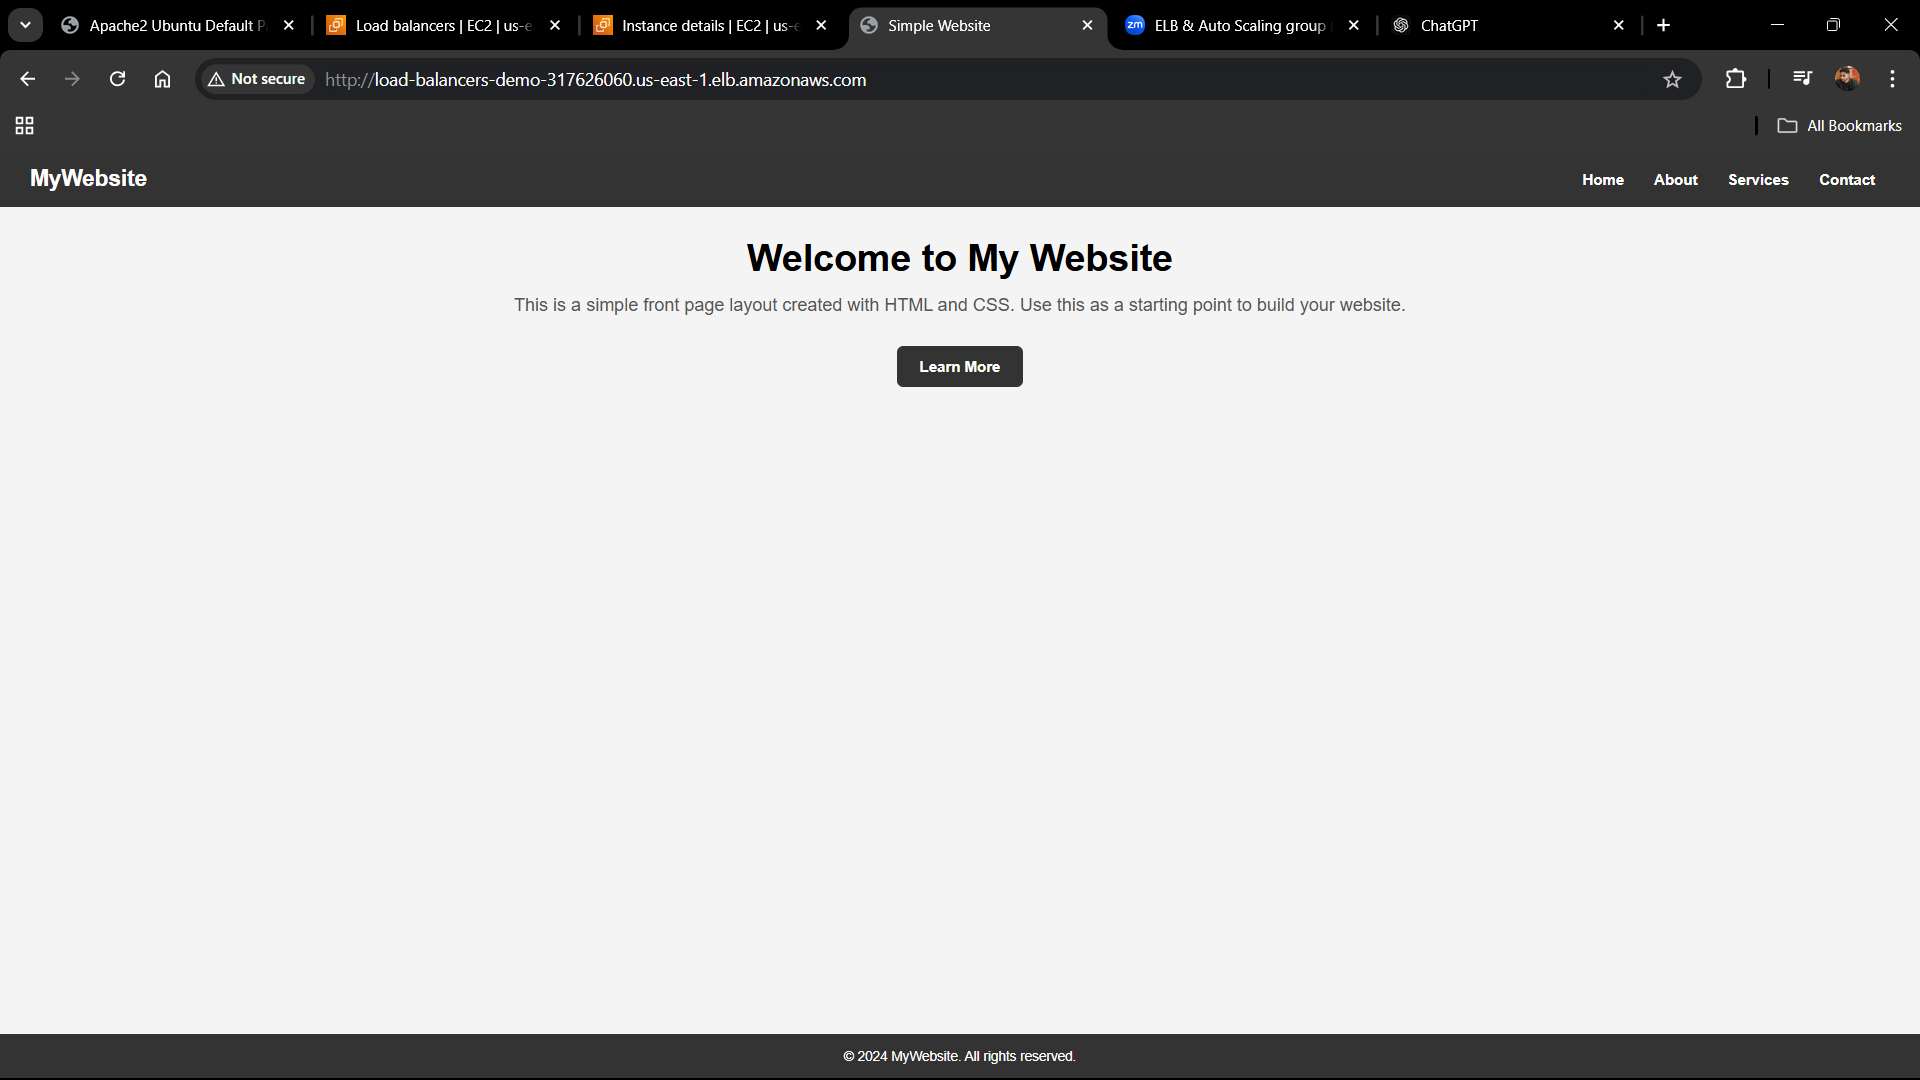 Apache2 Ubuntu Default P
Load balancers | EC2 | us-e
Instance details | EC2 | us-e
Simple Website
zm
ELB & Auto Scaling group
ChatGPT
Not secure
http://load-balancers-demo-317626060.us-east-1.elb.amazonaws.com
All Bookmarks
MyWebsite
Home
About
Services
Contact
Welcome to My Website
This is a simple front page layout created with HTML and CSS. Use this as a starting point to build your website.
Learn More
© 2024 MyWebsite. All rights reserved.